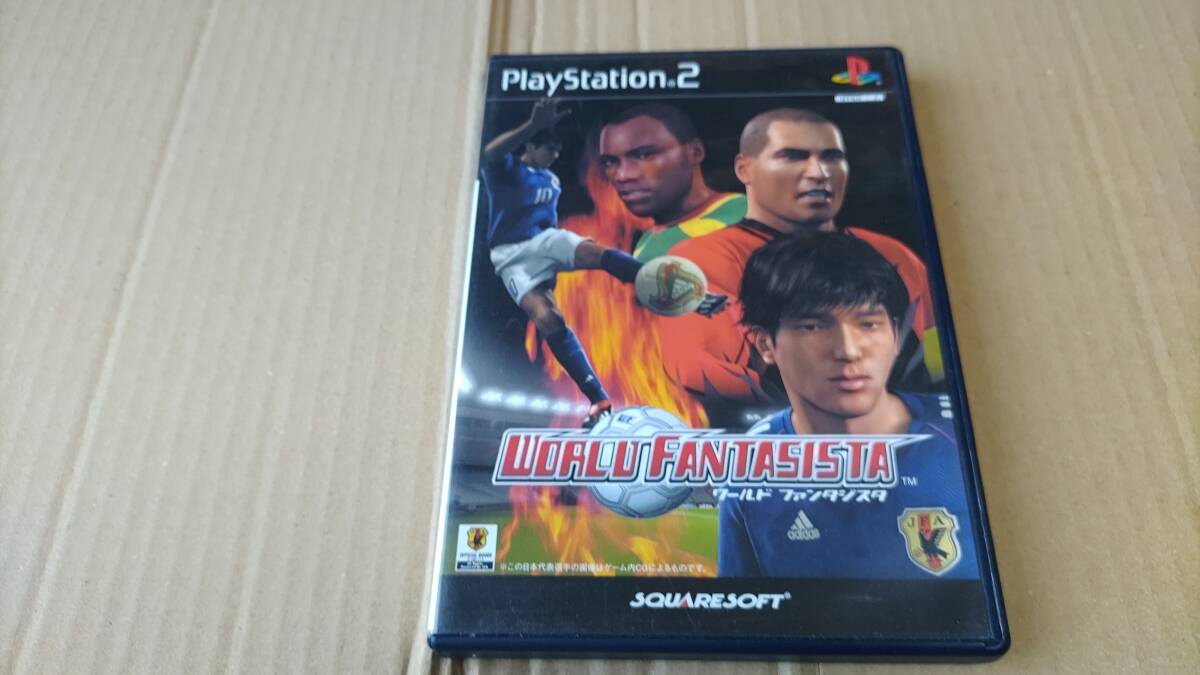 PlayStation®2
10
WORLD FANTASISTA™
ワールド ファンタジスタ
adidas
JFA
※この日本代表選手の画像はゲーム内CGによるものです。
SQUARESOFT®